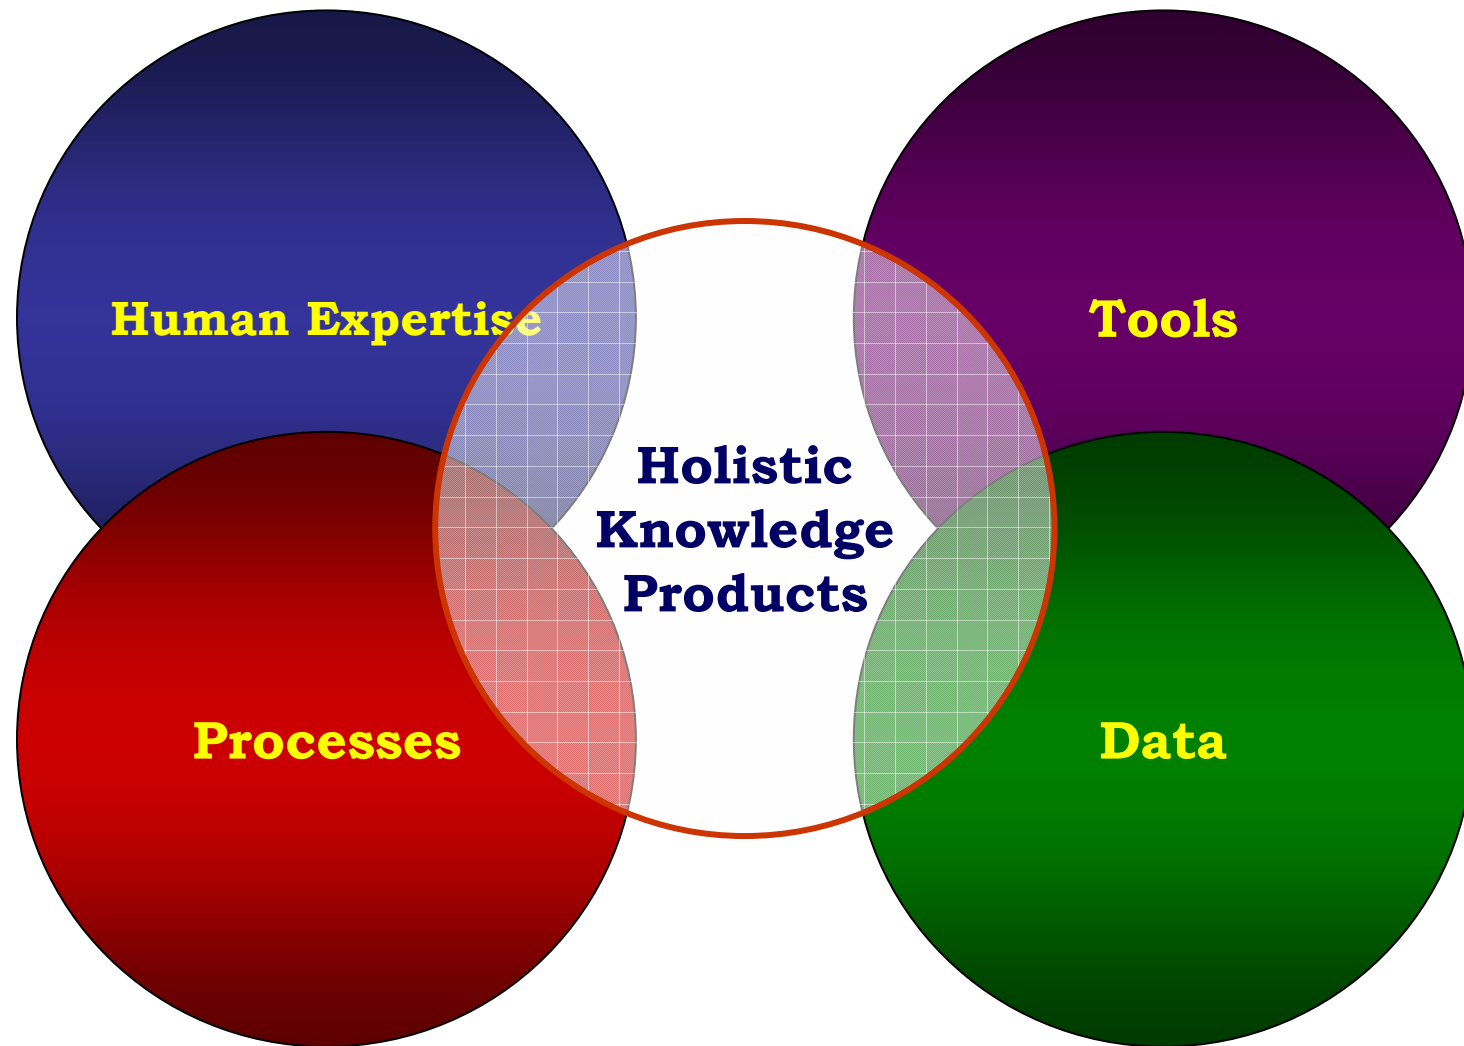 Human Expertise
Tools
Holistic
Knowledge
Products
Processes
Data